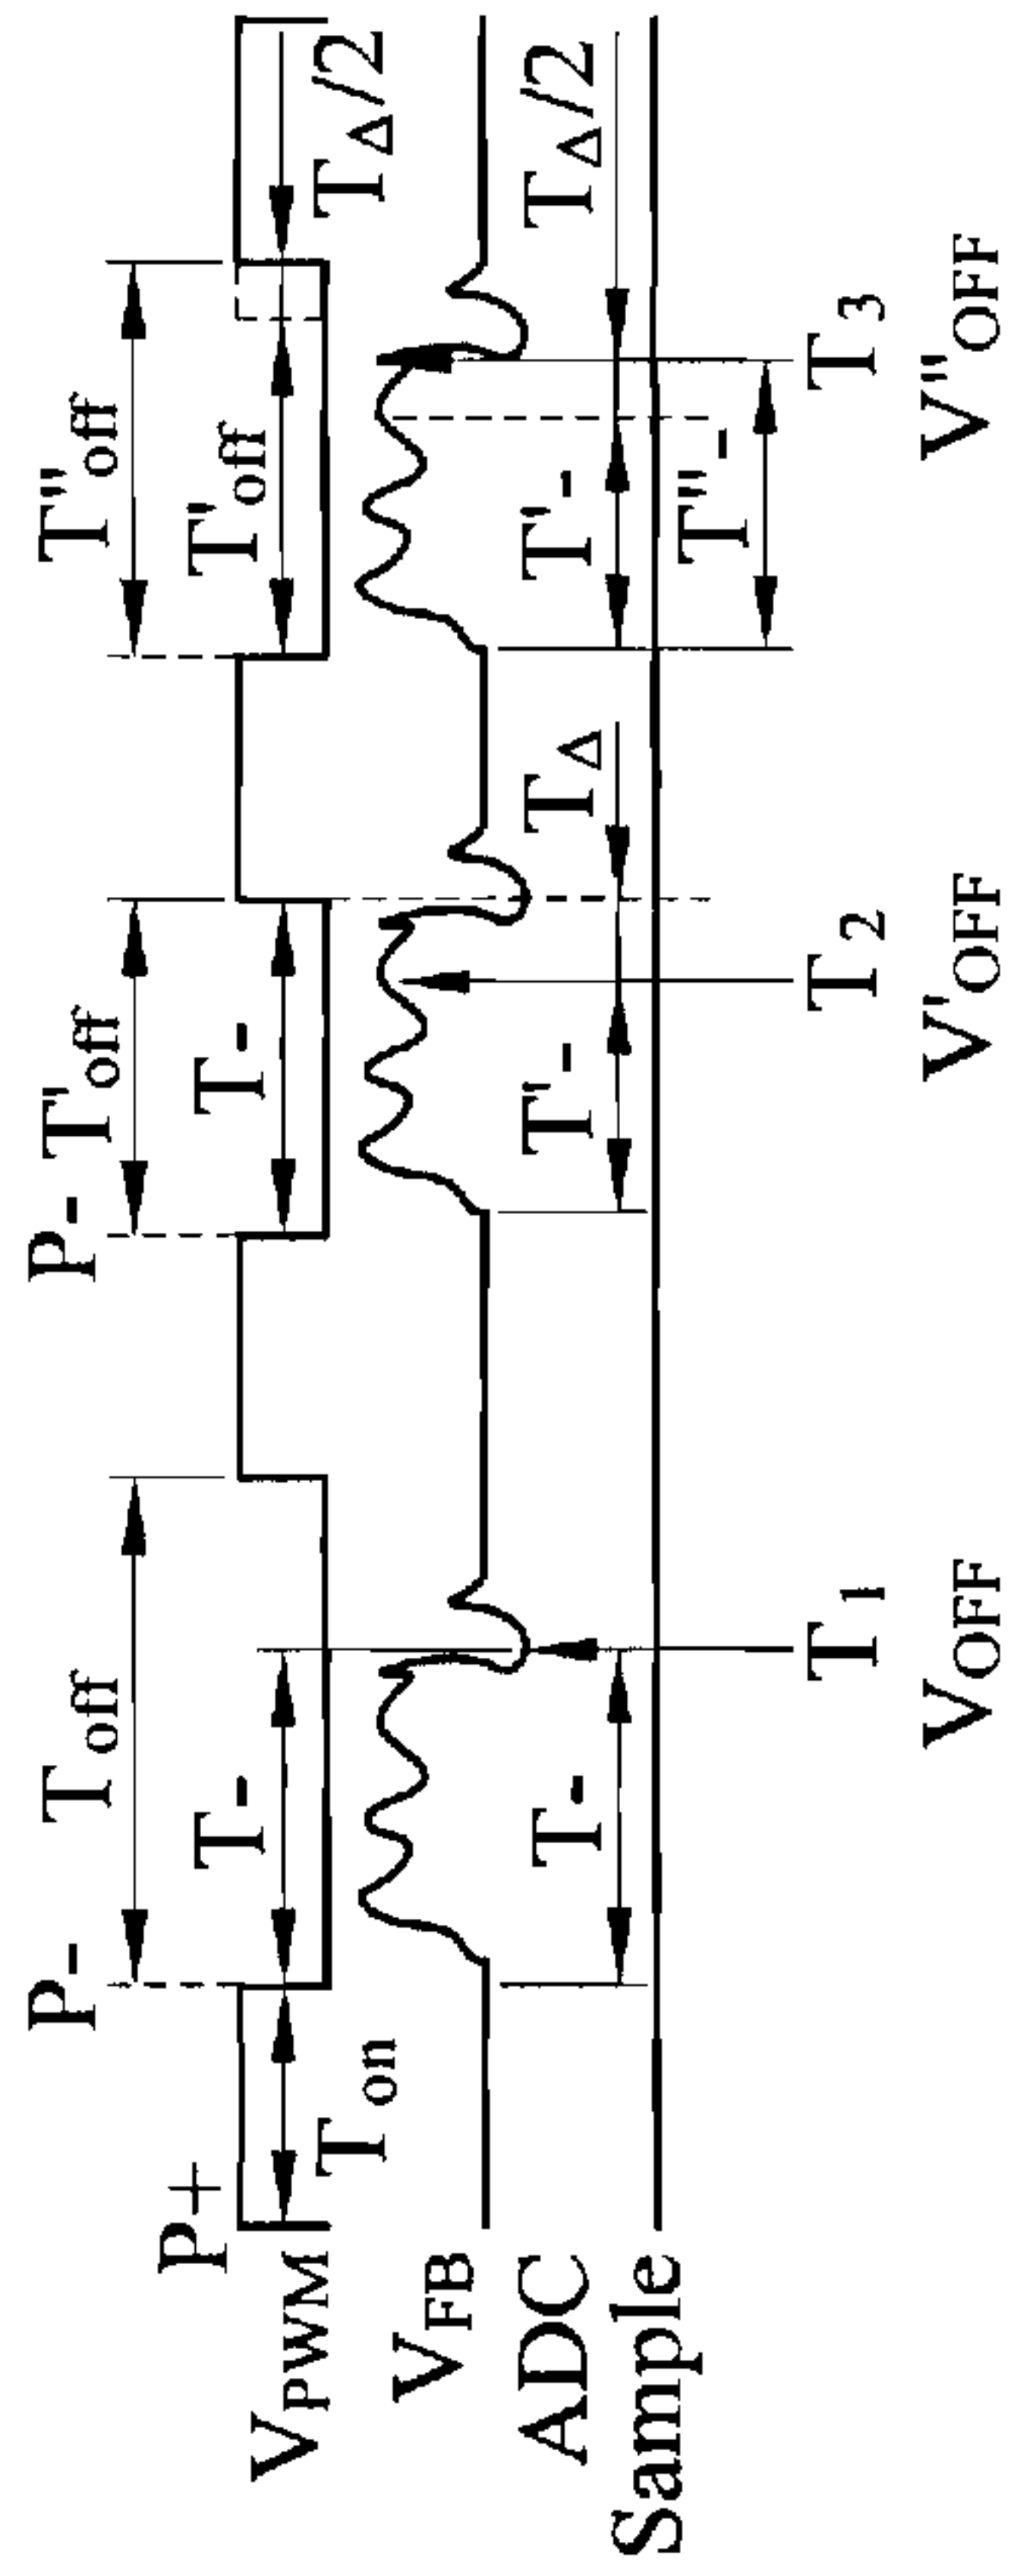 P+ P- P-
Toff T'off T"off
VPWM Ton T- T- T'off TΔ/2
VFB
ADC Sample T- T'- TΔ T'- TΔ/2
T"-
T1 T2 T3
VOFF V'OFF V"OFF